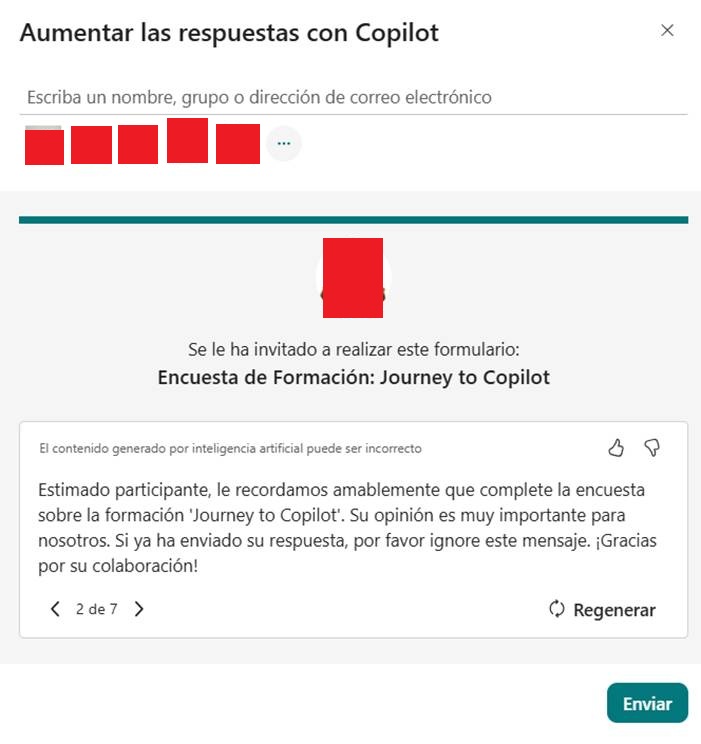 Aumentar las respuestas con Copilot
Escriba un nombre, grupo o dirección de correo electrónico
Se le ha invitado a realizar este formulario:
Encuesta de Formación: Journey to Copilot
El contenido generado por inteligencia artificial puede ser incorrecto
Estimado participante, le recordamos amablemente que complete la encuesta
sobre la formación 'Journey to Copilot'. Su opinión es muy importante para
nosotros. Si ya ha enviado su respuesta, por favor ignore este mensaje. ¡Gracias
por su colaboración!
2 de 7
Regenerar
Enviar